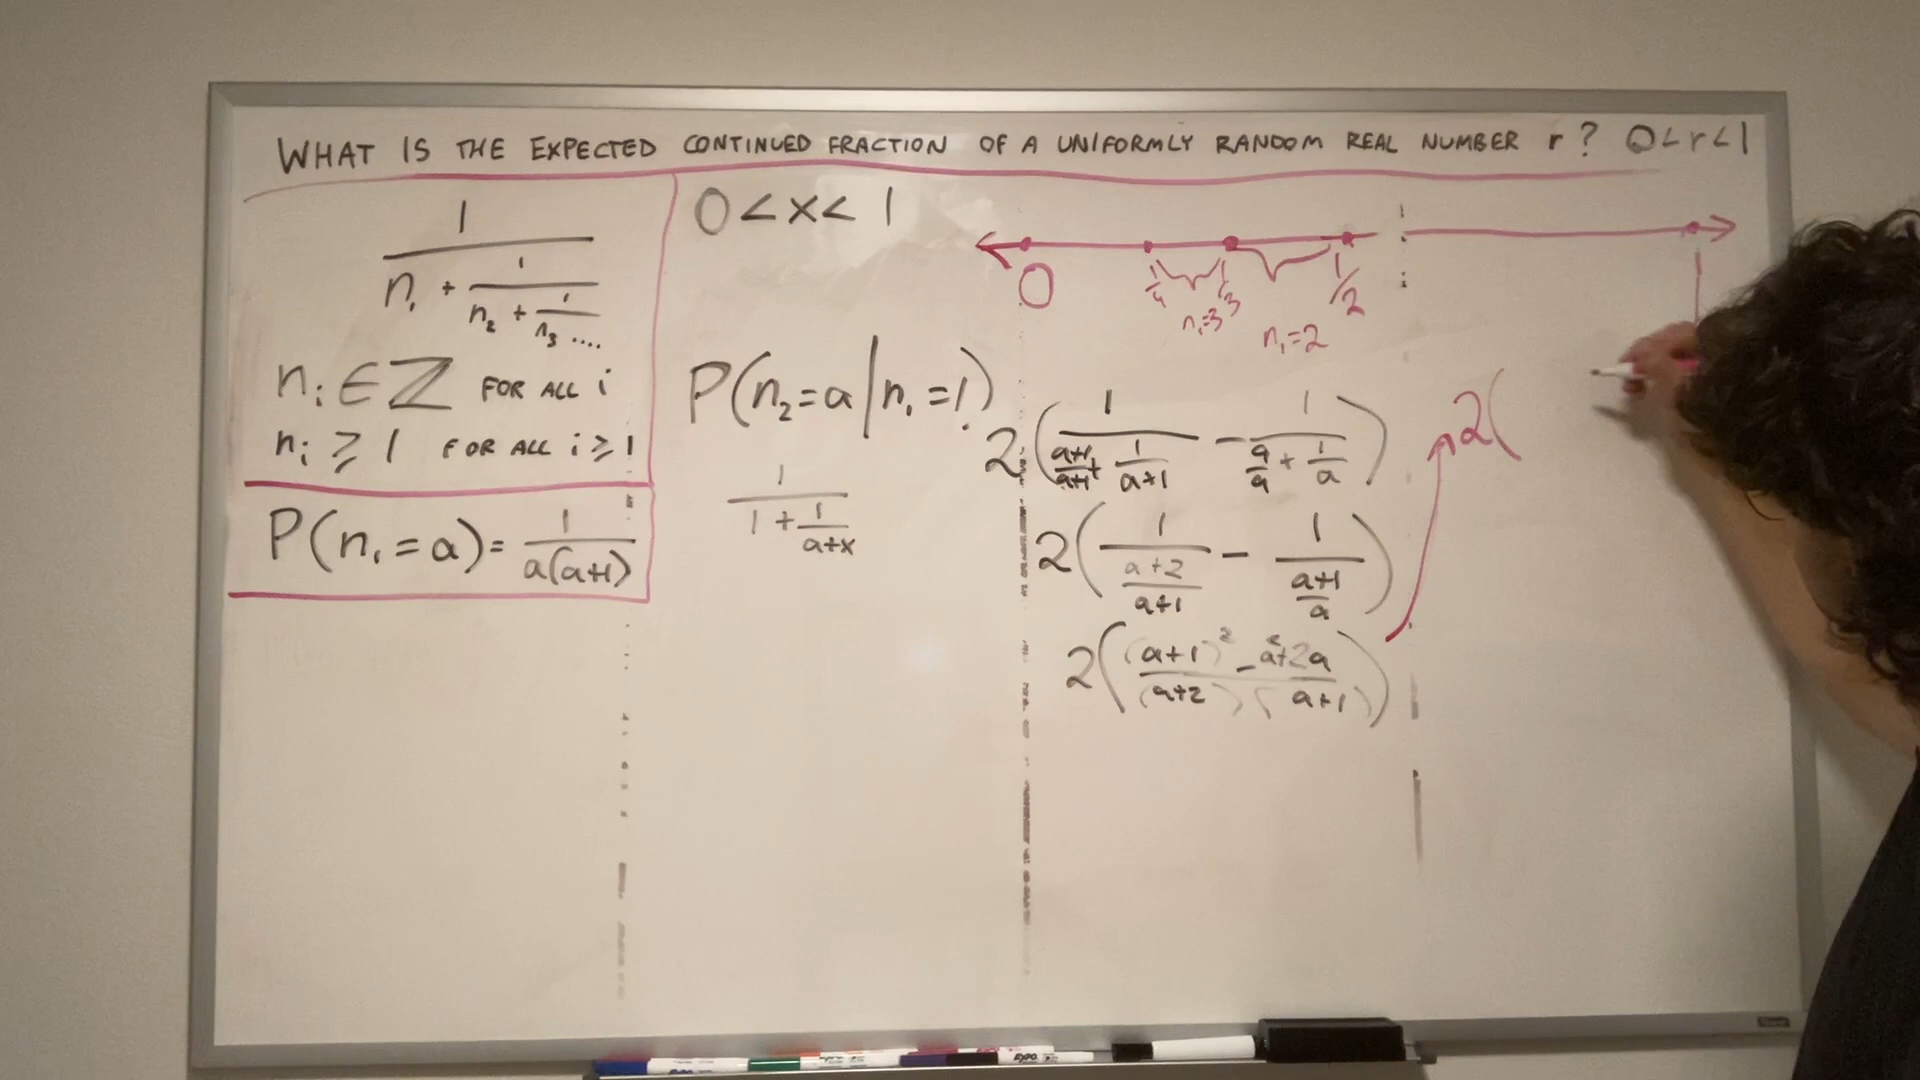 WHAT IS THE EXPECTED CONTINUED FRACTION OF A UNIFORMLY RANDOM REAL NUMBER r? 0<r<1
1
n₁ + 1
n₂ + 1
n₃ ....
nᵢ ∈ ℤ FOR ALL i
nᵢ ≥ 1 FOR ALL i ≥ 1
P(n₁ = a) = 1/a(a+1)
0 < x < 1
P(n₂ = a | n₁ = 1)
1
1 + 1
a+x
0 1/4 1/3 1/2
n₁=3 n₁=2
2( 1/((a+1)/(a+1) + 1/(a+1)) - 1/(a/a + 1/a) )
2( 1/((a+2)/(a+1)) - 1/((a+1)/a) )
2( ((a+1)² - a²+2a)/((a+2)(a+1)) )
2(
EXPO